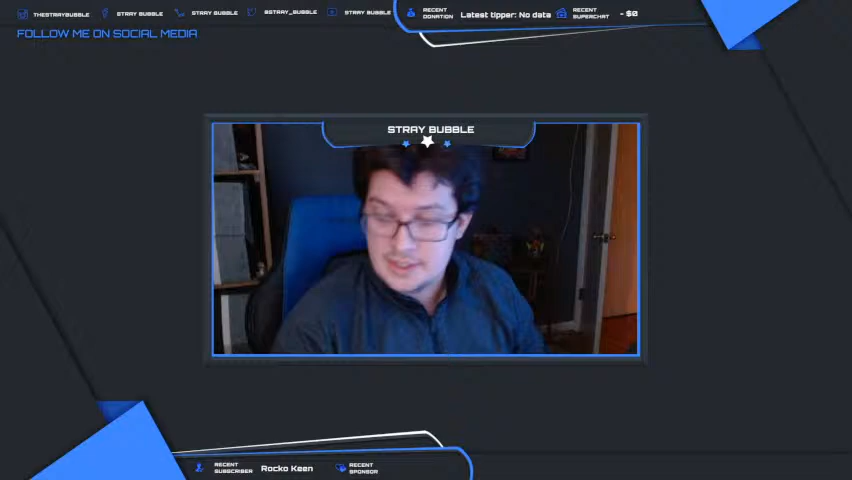 THESTRAYBUBBLE
STRAY BUBBLE
STRAY BUBBLE
@STRAY_BUBBLE
STRAY BUBBLE
RECENT
DONATION
Latest tipper: No data
RECENT
SUPERCHAT
- $0
FOLLOW ME ON SOCIAL MEDIA
STRAY BUBBLE
RECENT
SUBSCRIBER
Rocko Keen
RECENT
SPONSOR